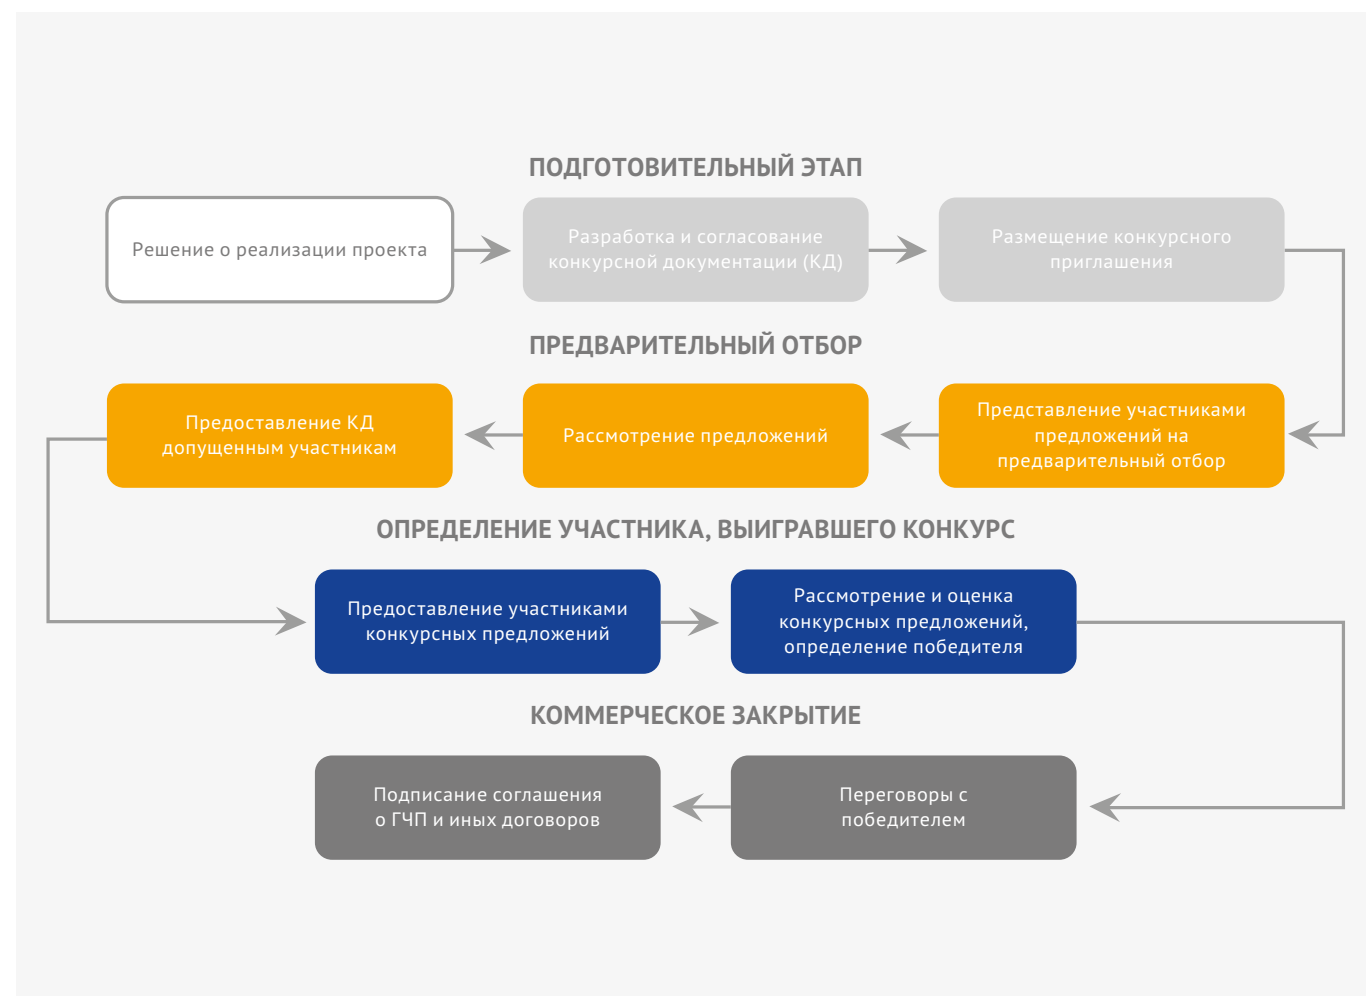 ПОДГОТОВИТЕЛЬНЫЙ ЭТАП
Решение о реализации проекта
Разработка и согласование
конкурсной документации (КД)
Размещение конкурсного
приглашения
ПРЕДВАРИТЕЛЬНЫЙ ОТБОР
Представление участниками
предложений на
предварительный отбор
Рассмотрение предложений
Предоставление КД
допущенным участникам
ОПРЕДЕЛЕНИЕ УЧАСТНИКА, ВЫИГРАВШЕГО КОНКУРС
Предоставление участниками
конкурсных предложений
Рассмотрение и оценка
конкурсных предложений,
определение победителя
КОММЕРЧЕСКОЕ ЗАКРЫТИЕ
Переговоры с
победителем
Подписание соглашения
о ГЧП и иных договоров